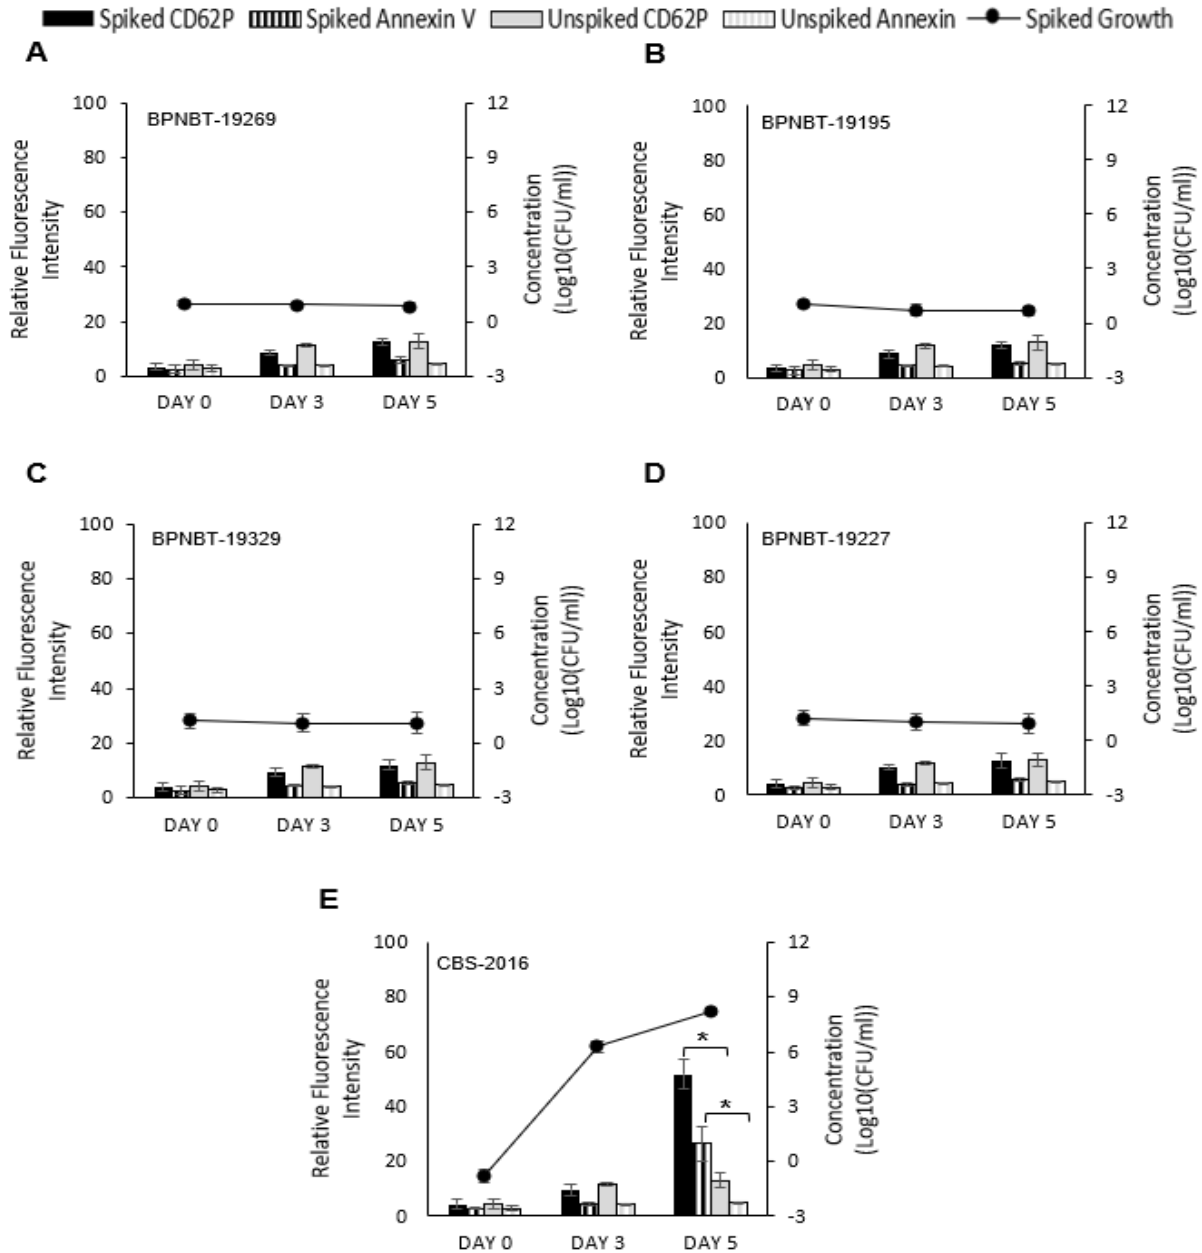 Spiked CD62P Spiked Annexin V Unspiked CD62P Unspiked Annexin Spiked Growth
A
BPNBT-19269
Relative Fluorescence
Intensity
100
80
60
40
20
0
12
9
6
3
0
-3
Concentration
(Log10(CFU/ml))
DAY 0 DAY 3 DAY 5
B
BPNBT-19195
Relative Fluorescence
Intensity
100
80
60
40
20
0
12
9
6
3
0
-3
Concentration
(Log10(CFU/ml))
DAY 0 DAY 3 DAY 5
C
BPNBT-19329
Relative Fluorescence
Intensity
100
80
60
40
20
0
12
9
6
3
0
-3
Concentration
(Log10(CFU/ml))
DAY 0 DAY 3 DAY 5
D
BPNBT-19227
Relative Fluorescence
Intensity
100
80
60
40
20
0
12
9
6
3
0
-3
Concentration
(Log10(CFU/ml))
DAY 0 DAY 3 DAY 5
E
CBS-2016
Relative Fluorescence
Intensity
100
80
60
40
20
0
*
*
12
9
6
3
0
-3
Concentration
(Log10(CFU/ml))
DAY 0 DAY 3 DAY 5